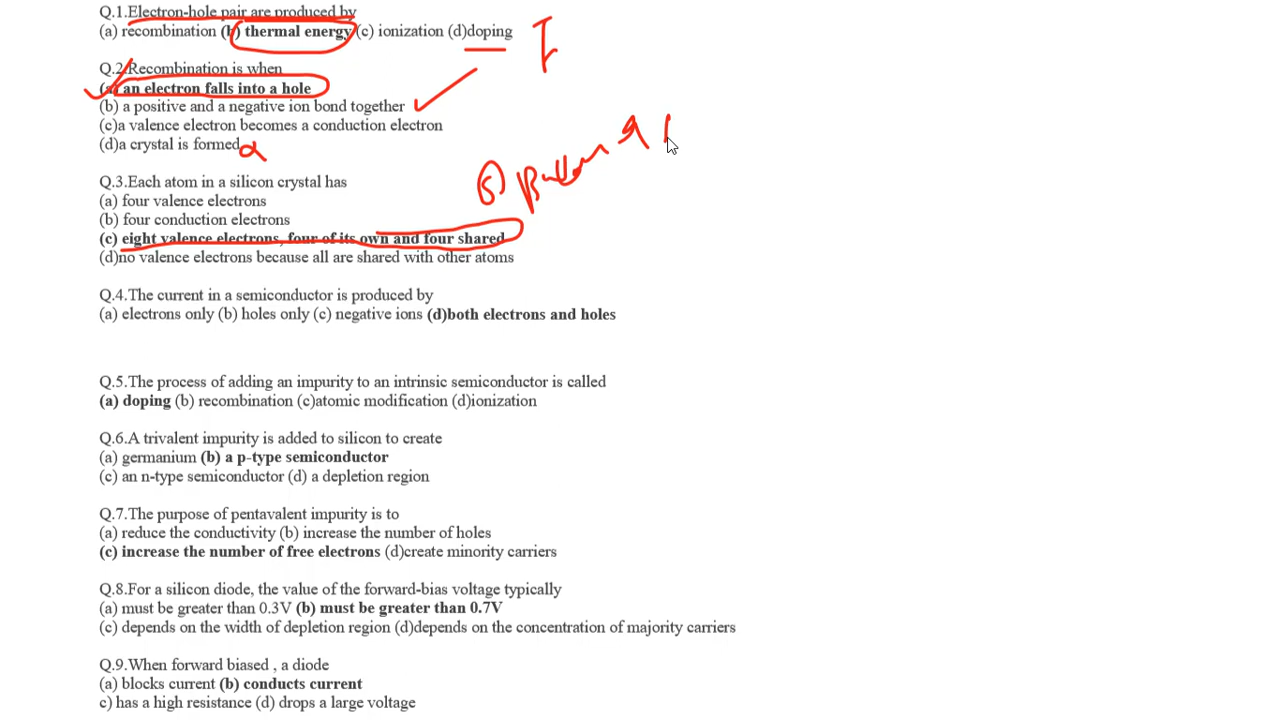 Q.1.Electron-hole pair are produced by
(a) recombination (b) thermal energy (c) ionization (d)doping
Q.2.Recombination is when
(a) an electron falls into a hole
(b) a positive and a negative ion bond together
(c)a valence electron becomes a conduction electron
(d)a crystal is formed
Q.3.Each atom in a silicon crystal has
(a) four valence electrons
(b) four conduction electrons
(c) eight valence electrons, four of its own and four shared
(d)no valence electrons because all are shared with other atoms
Q.4.The current in a semiconductor is produced by
(a) electrons only (b) holes only (c) negative ions (d)both electrons and holes
Q.5.The process of adding an impurity to an intrinsic semiconductor is called
(a) doping (b) recombination (c)atomic modification (d)ionization
Q.6.A trivalent impurity is added to silicon to create
(a) germanium (b) a p-type semiconductor
(c) an n-type semiconductor (d) a depletion region
Q.7.The purpose of pentavalent impurity is to
(a) reduce the conductivity (b) increase the number of holes
(c) increase the number of free electrons (d)create minority carriers
Q.8.For a silicon diode, the value of the forward-bias voltage typically
(a) must be greater than 0.3V (b) must be greater than 0.7V
(c) depends on the width of depletion region (d)depends on the concentration of majority carriers
Q.9.When forward biased , a diode
(a) blocks current (b) conducts current
c) has a high resistance (d) drops a large voltage